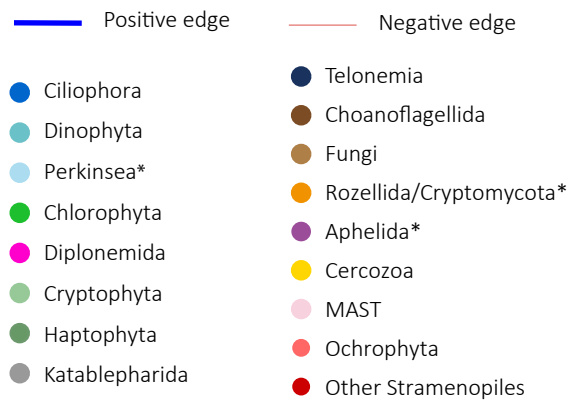 Positive edge
Negative edge
Ciliophora
Dinophyta
Perkinsea*
Chlorophyta
Diplonemida
Cryptophyta
Haptophyta
Katablepharida
Telonemia
Choanoflagellida
Fungi
Rozellida/Cryptomycota*
Aphelida*
Cercozoa
MAST
Ochrophyta
Other Stramenopiles